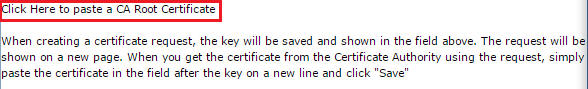 Click Here to paste a CA Root Certificate
When creating a certificate request, the key will be saved and shown in the field above. The request will be
shown on a new page. When you get the certificate from the Certificate Authority using the request, simply
paste the certificate in the field after the key on a new line and click "Save"